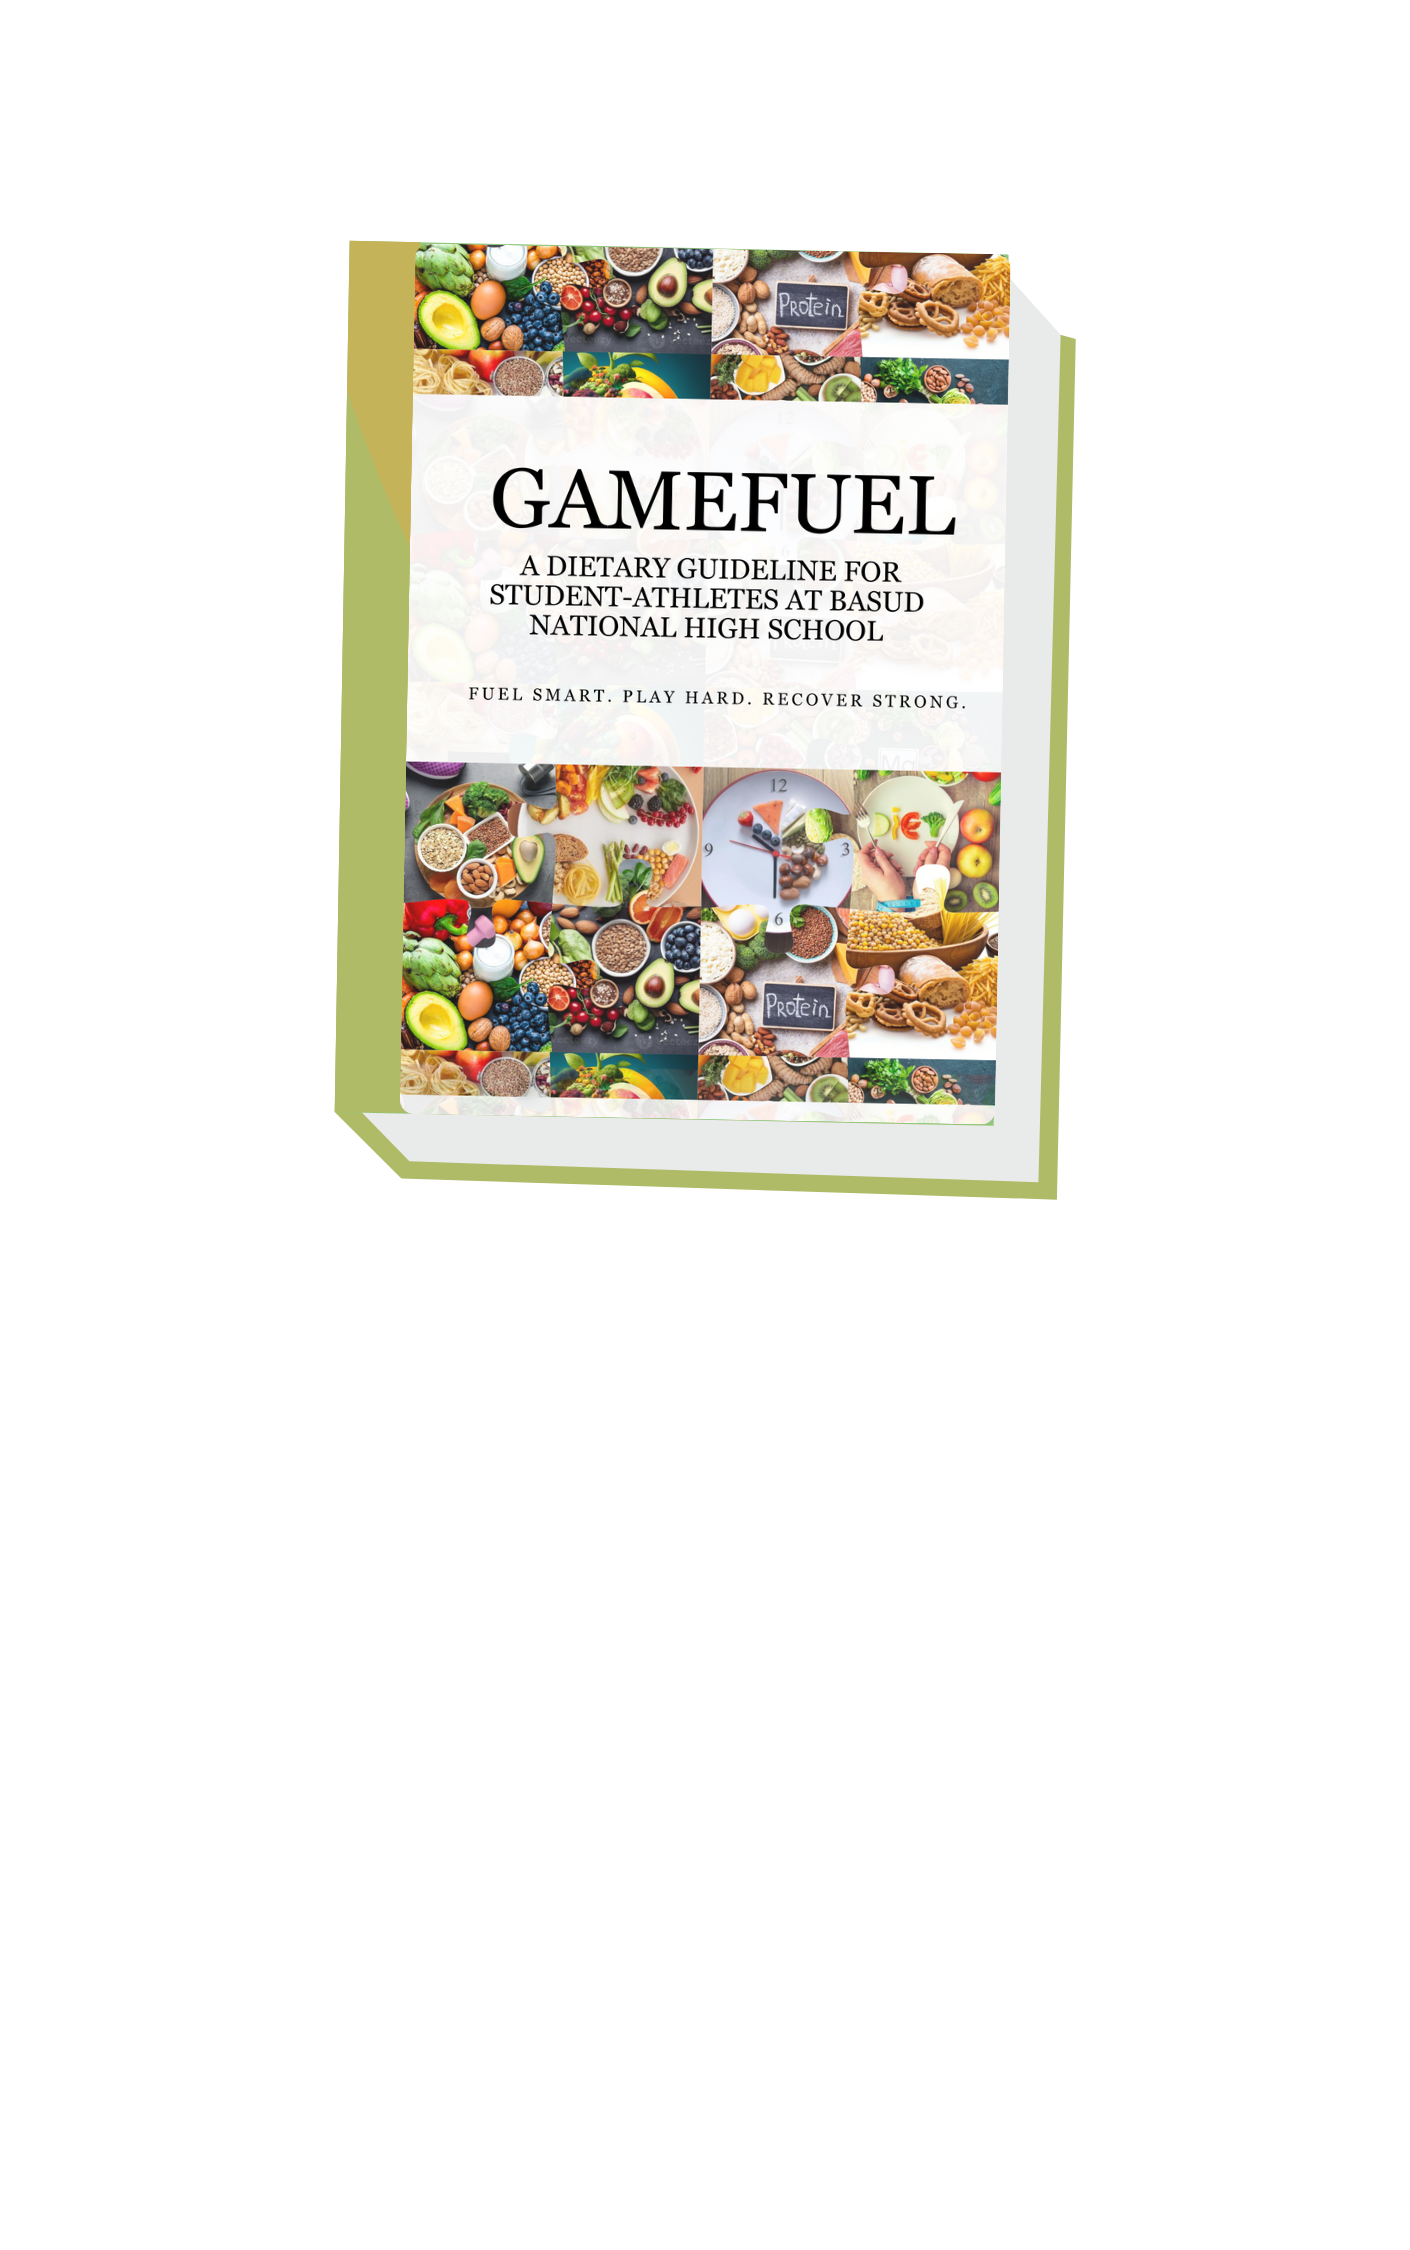 Protein
GAMEFUEL
A DIETARY GUIDELINE FOR
STUDENT-ATHLETES AT BASUD
NATIONAL HIGH SCHOOL
FUEL SMART. PLAY HARD. RECOVER STRONG.
Mg
12
9
3
DiET
6
Protein